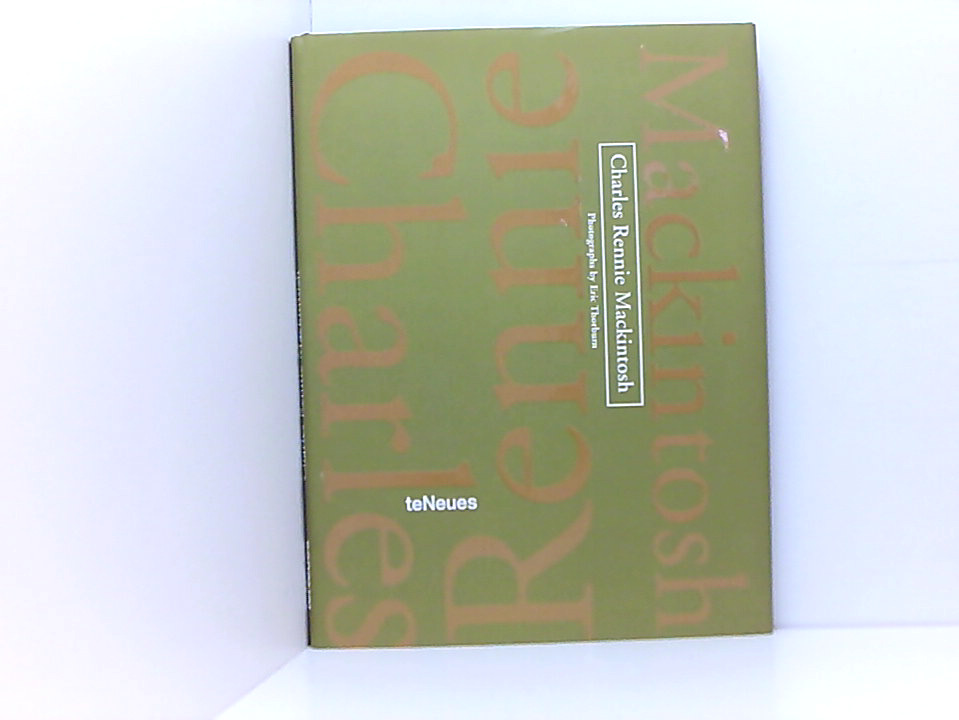 Charles
Rennie
Mackintosh
Charles Rennie Mackintosh
Photographs by Eric Thorburn
teNeues